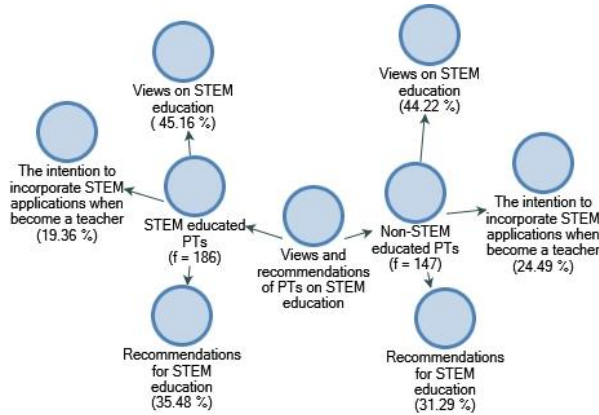 Views on STEM
education
( 45.16 %)
Views on STEM
education
(44.22 %)
The intention to
incorporate STEM
applications when
become a teacher
(19.36 %)
STEM educated
PTs
(f = 186)
Views and
recommendations
of PTs on STEM
education
Non-STEM
educated PTs
(f = 147)
The intention to
incorporate STEM
applications when
become a teacher
(24.49 %)
Recommendations
for STEM
education
(35.48 %)
Recommendations
for STEM
education
(31.29 %)